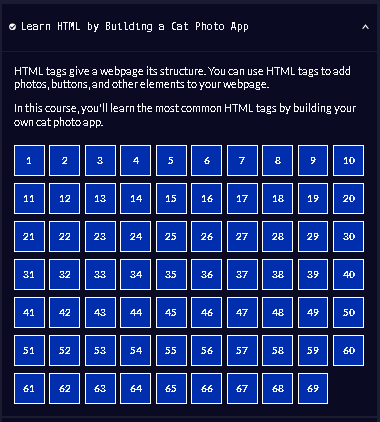 Learn HTML by Building a Cat Photo App
HTML tags give a webpage its structure. You can use HTML tags to add
photos, buttons, and other elements to your webpage.
In this course, you'll learn the most common HTML tags by building your
own cat photo app.
1 2 3 4 5 6 7 8 9 10
11 12 13 14 15 16 17 18 19 20
21 22 23 24 25 26 27 28 29 30
31 32 33 34 35 36 37 38 39 40
41 42 43 44 45 46 47 48 49 50
51 52 53 54 55 56 57 58 59 60
61 62 63 64 65 66 67 68 69